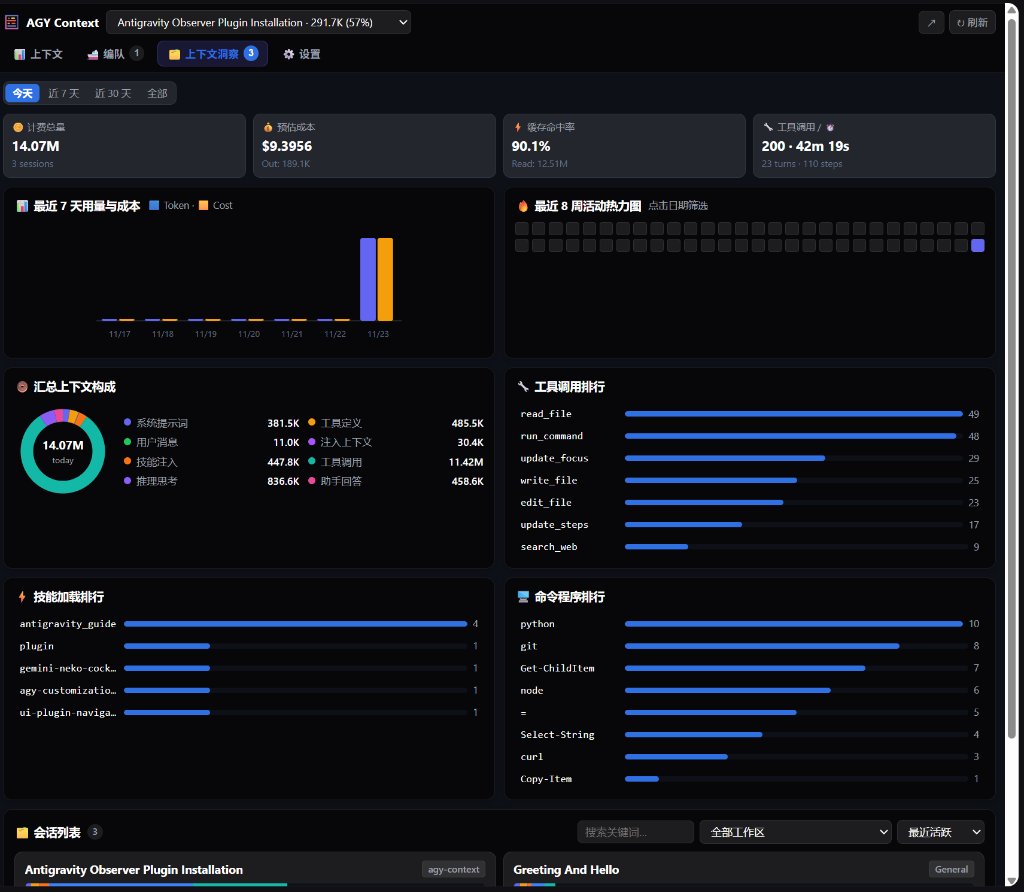 AGY Context
Antigravity Observer Plugin Installation · 291.7K (57%)
↗
↻ 刷新
上下文
编队 1
上下文洞察 3
设置
今天 近 7 天 近 30 天 全部
计费总量
14.07M
3 sessions
预估成本
$9.3956
Out: 189.1K
缓存命中率
90.1%
Read: 12.51M
工具调用 /
200 · 42m 19s
23 turns · 110 steps
最近 7 天用量与成本 Token · Cost
11/17 11/18 11/19 11/20 11/21 11/22 11/23
最近 8 周活动热力图 点击日期筛选
汇总上下文构成
14.07M
today
系统提示词 381.5K 工具定义 485.5K
用户消息 11.0K 注入上下文 30.4K
技能注入 447.8K 工具调用 11.42M
推理思考 836.6K 助手回答 458.6K
工具调用排行
read_file 49
run_command 48
update_focus 29
write_file 25
edit_file 23
update_steps 17
search_web 9
技能加载排行
antigravity_guide 4
plugin 1
gemini-neko-cock… 1
agy-customizatio… 1
ui-plugin-naviga… 1
命令程序排行
python 10
git 8
Get-ChildItem 7
node 6
= 5
Select-String 4
curl 3
Copy-Item 1
会话列表 3
搜索关键词...
全部工作区
最近活跃
Antigravity Observer Plugin Installation agy-context
Greeting And Hello General